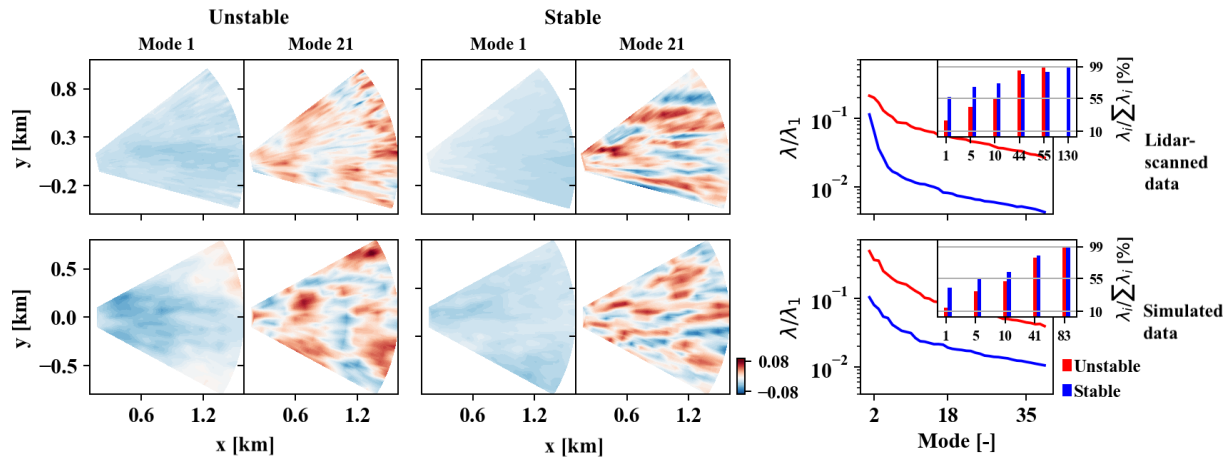 Unstable
Stable
Mode 1
Mode 21
Mode 1
Mode 21
y [km]
0.8
0.3
−0.2
0.6
1.2
0.6
1.2
λ/λ₁
10⁻¹
10⁻²
99
55
10
λᵢ/∑λᵢ [%]
1
5
10
44
55
130
Lidar-
scanned
data
y [km]
0.5
0.0
−0.5
0.6
1.2
0.6
1.2
x [km]
x [km]
0.08
−0.08
λ/λ₁
10⁻¹
10⁻²
99
55
10
λᵢ/∑λᵢ [%]
1
5
10
41
83
Simulated
data
Unstable
Stable
2
18
35
Mode [-]